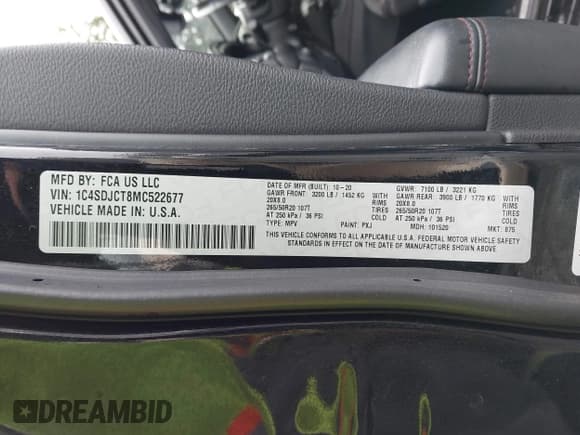 MFD BY: FCA US LLC
VIN: 1C4SDJCT8MC522677
VEHICLE MADE IN U.S.A.
DATE OF MFR (BUILT) 10-20
GVWR: 7100 LB / 3221 KG
GAWR FRONT 3200 LB / 1452 KG WITH
GAWR REAR: 3900 LB / 1770 KG WITH
20X8.0 RIMS
20X8.0 RIMS
265/50R20 107T TIRES
265/50R20 107T TIRES
AT 250 kPa / 36 PSI COLD
AT 250 kPa / 36 PSI COLD
TYPE: MPV PAINT: PXJ MDH: 101520 MKT: 875
THIS VEHICLE CONFORMS TO ALL APPLICABLE U.S.A. FEDERAL MOTOR VEHICLE SAFETY
STANDARDS IN EFFECT ON THE DATE OF MANUFACTURE SHOWN ABOVE
DREAMBID